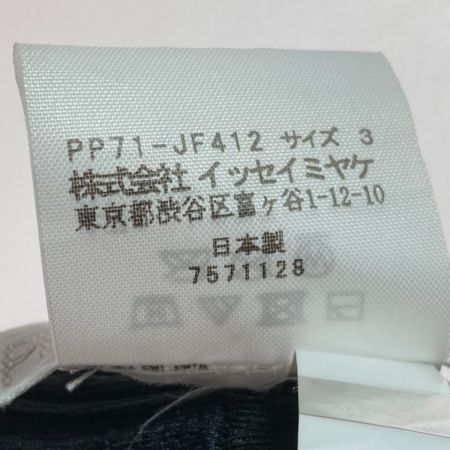 PP71-JF412 サイズ 3
株式会社 イッセイミヤケ
東京都渋谷区富ヶ谷1-12-10
日本製
7571128